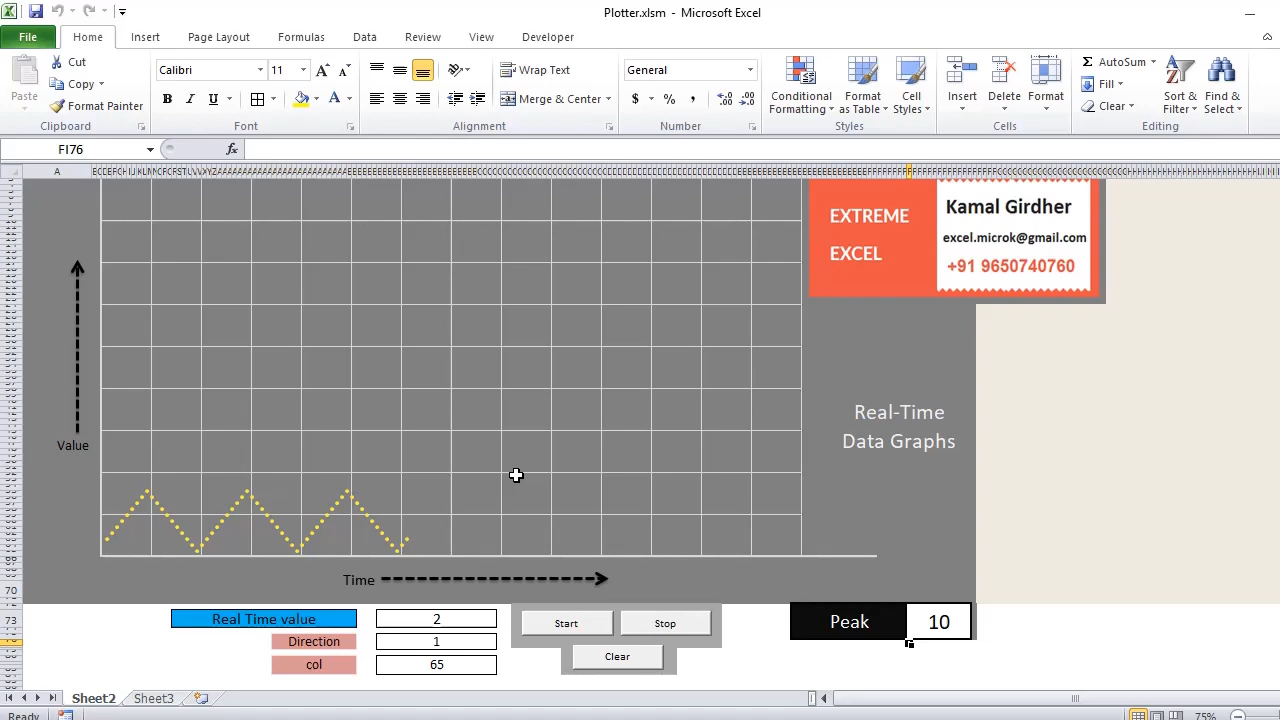 Plotter.xlsm - Microsoft Excel
File Home Insert Page Layout Formulas Data Review View Developer
Paste
Cut
Copy
Format Painter
Clipboard
Calibri 11
B I U
Font
Wrap Text
Merge & Center
Alignment
General
$ % ,
Number
Conditional Formatting
Format as Table
Cell Styles
Styles
Insert
Delete
Format
Cells
Σ AutoSum
Fill
Clear
Sort & Filter
Find & Select
Editing
FI76
fx
A
EXTREME
EXCEL
Kamal Girdher
excel.microk@gmail.com
+91 9650740760
Value
Real-Time
Data Graphs
Time
70
73
Real Time value 2
Direction 1
col 65
Start
Stop
Clear
Peak 10
Sheet2 Sheet3
Ready
75%